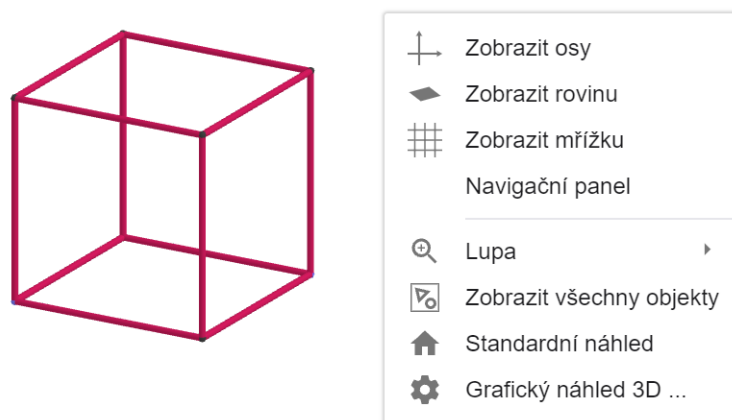 Zobrazit osy
Zobrazit rovinu
Zobrazit mřížku
Navigační panel
Lupa
Zobrazit všechny objekty
Standardní náhled
Grafický náhled 3D ...